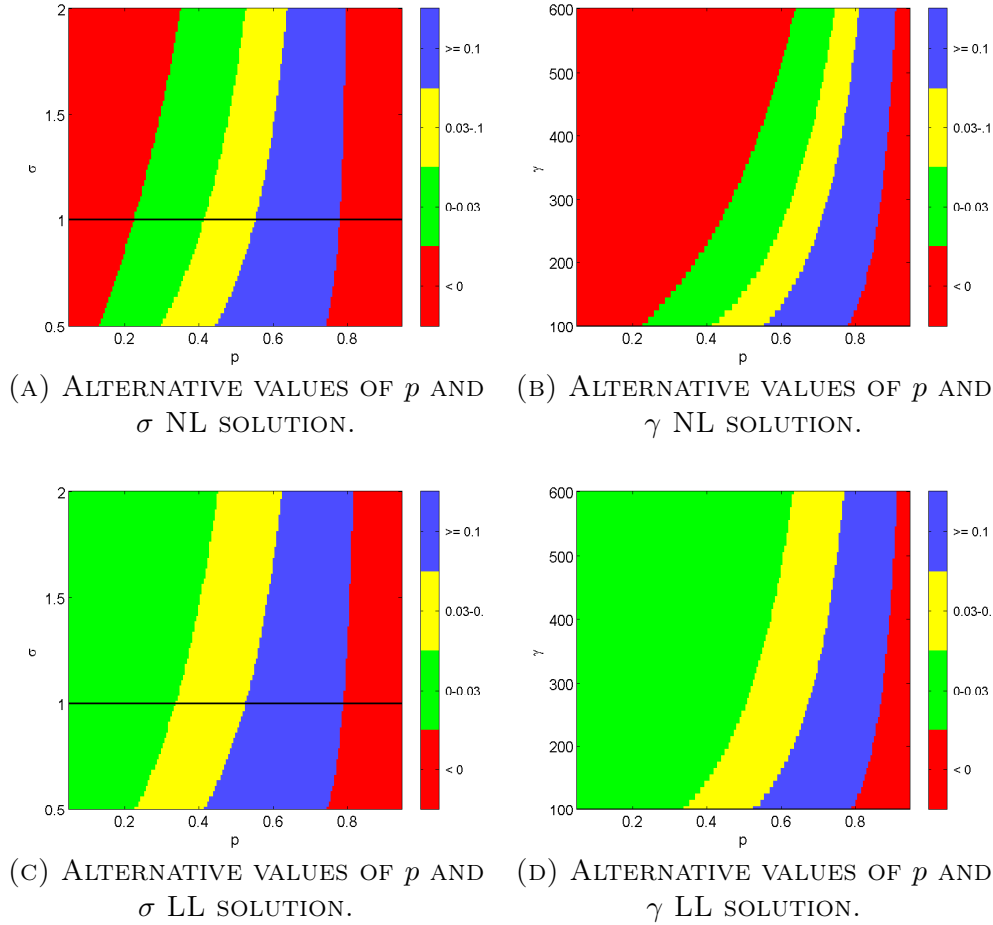 2
1.5
σ
1
0.5
0.2 0.4 0.6 0.8
p
>= 0.1
0.03-.1
0-0.03
< 0
600
500
400
γ
300
200
100
0.2 0.4 0.6 0.8
p
>= 0.1
0.03-.1
0-0.03
< 0
(A) ALTERNATIVE VALUES OF p AND
σ NL SOLUTION.
(B) ALTERNATIVE VALUES OF p AND
γ NL SOLUTION.
2
1.5
σ
1
0.5
0.2 0.4 0.6 0.8
p
>= 0.1
0.03-0.
0-0.03
< 0
600
500
400
γ
300
200
100
0.2 0.4 0.6 0.8
p
>= 0.1
0.03-0.
0-0.03
< 0
(C) ALTERNATIVE VALUES OF p AND
σ LL SOLUTION.
(D) ALTERNATIVE VALUES OF p AND
γ LL SOLUTION.